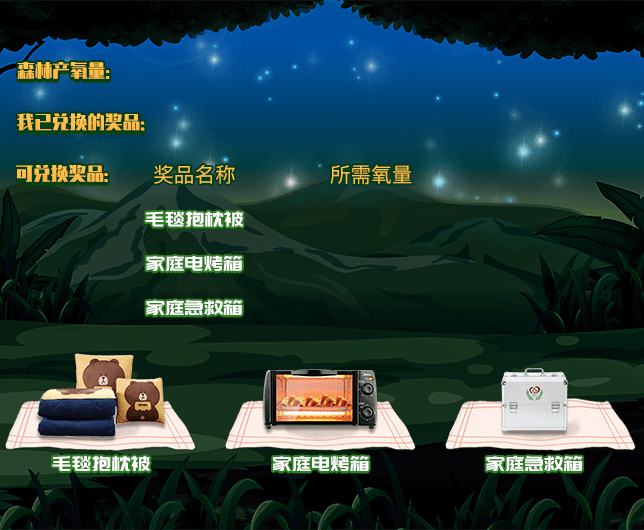 森林产氧量:
我已兑换的奖品:
可兑换奖品: 奖品名称 所需氧量
毛毯抱枕被
家庭电烤箱
家庭急救箱
毛毯抱枕被 家庭电烤箱 家庭急救箱